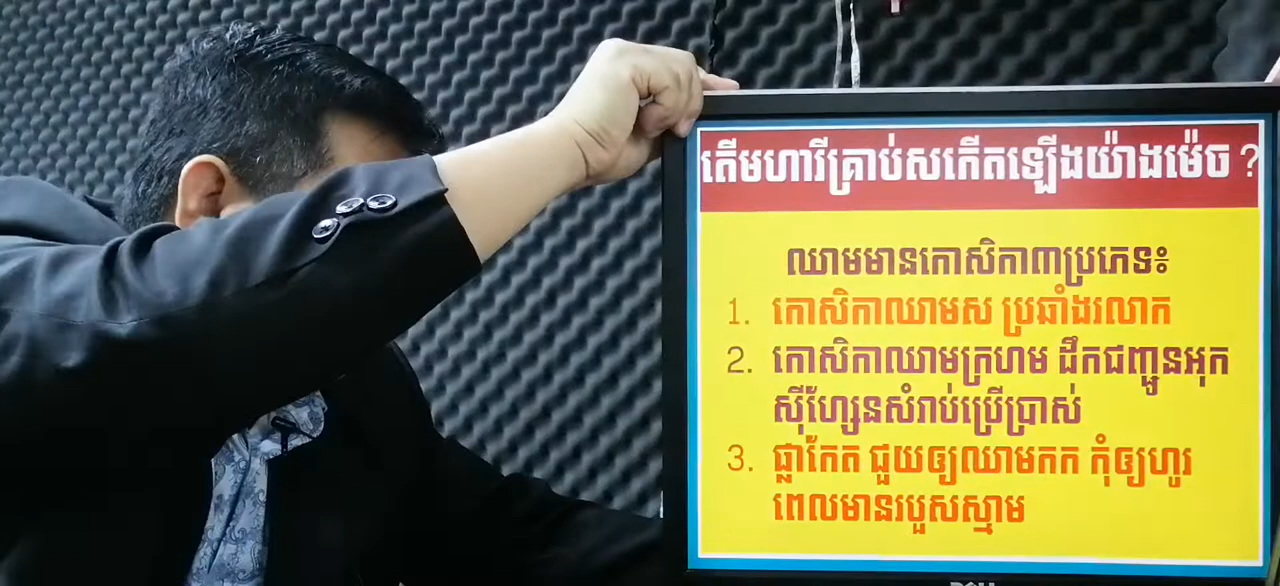 តើមហារីគ្រាប់សកើតឡើងយ៉ាងម៉េច ?
ឈាមមានកោសិកា៣ប្រភេទ៖
1. កោសិកាឈាមស ប្រឆាំងរលាក
2. កោសិកាឈាមក្រហម ដឹកជញ្ជូនអុក
ស៊ីហ្សែនសំរាប់ប្រើប្រាស់
3. ផ្លាកែត ជួយឲ្យឈាមកក កុំឲ្យហូរ
ពេលមានរបួសស្នាម